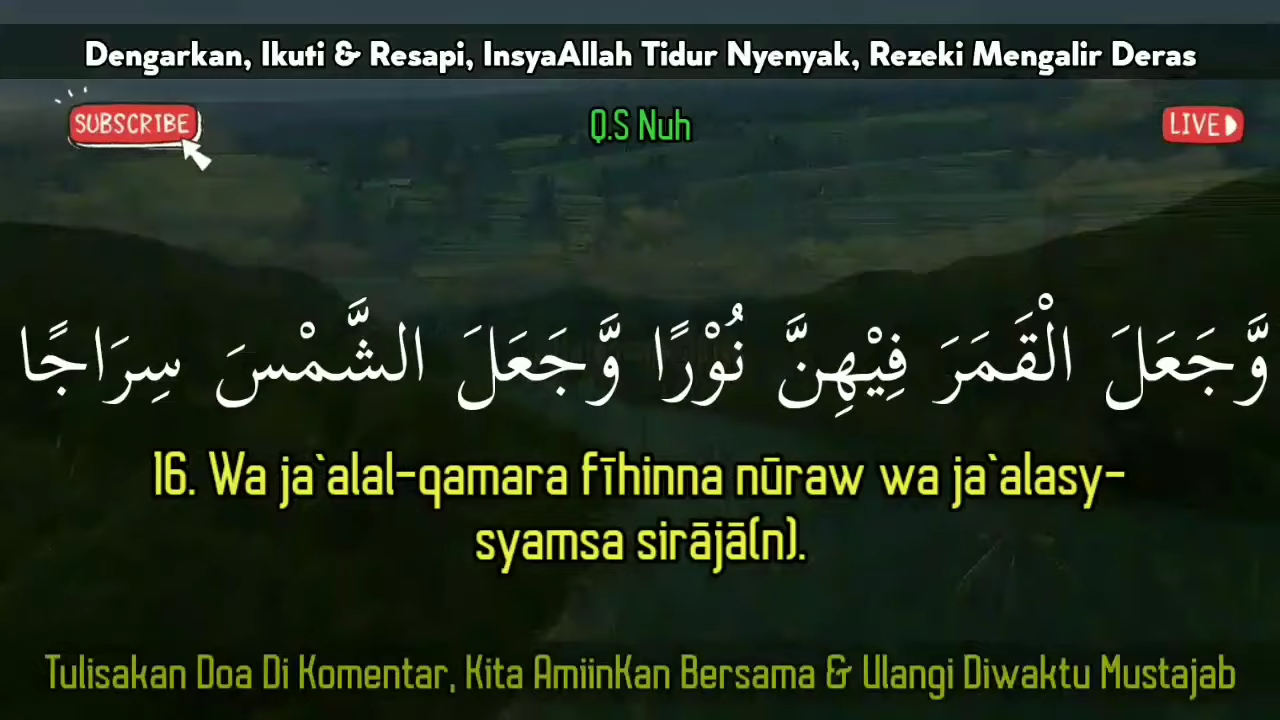 Dengarkan, Ikuti & Resapi, InsyaAllah Tidur Nyenyak, Rezeki Mengalir Deras
SUBSCRIBE
Q.S Nuh
LIVE
وَّجَعَلَ الْقَمَرَ فِيْهِنَّ نُوْرًا وَّجَعَلَ الشَّمْسَ سِرَاجًا
16. Wa ja`alal-qamara fīhinna nūraw wa ja`alasy-
syamsa sirājā(n).
Tulisakan Doa Di Komentar, Kita AmiinKan Bersama & Ulangi Diwaktu Mustajab